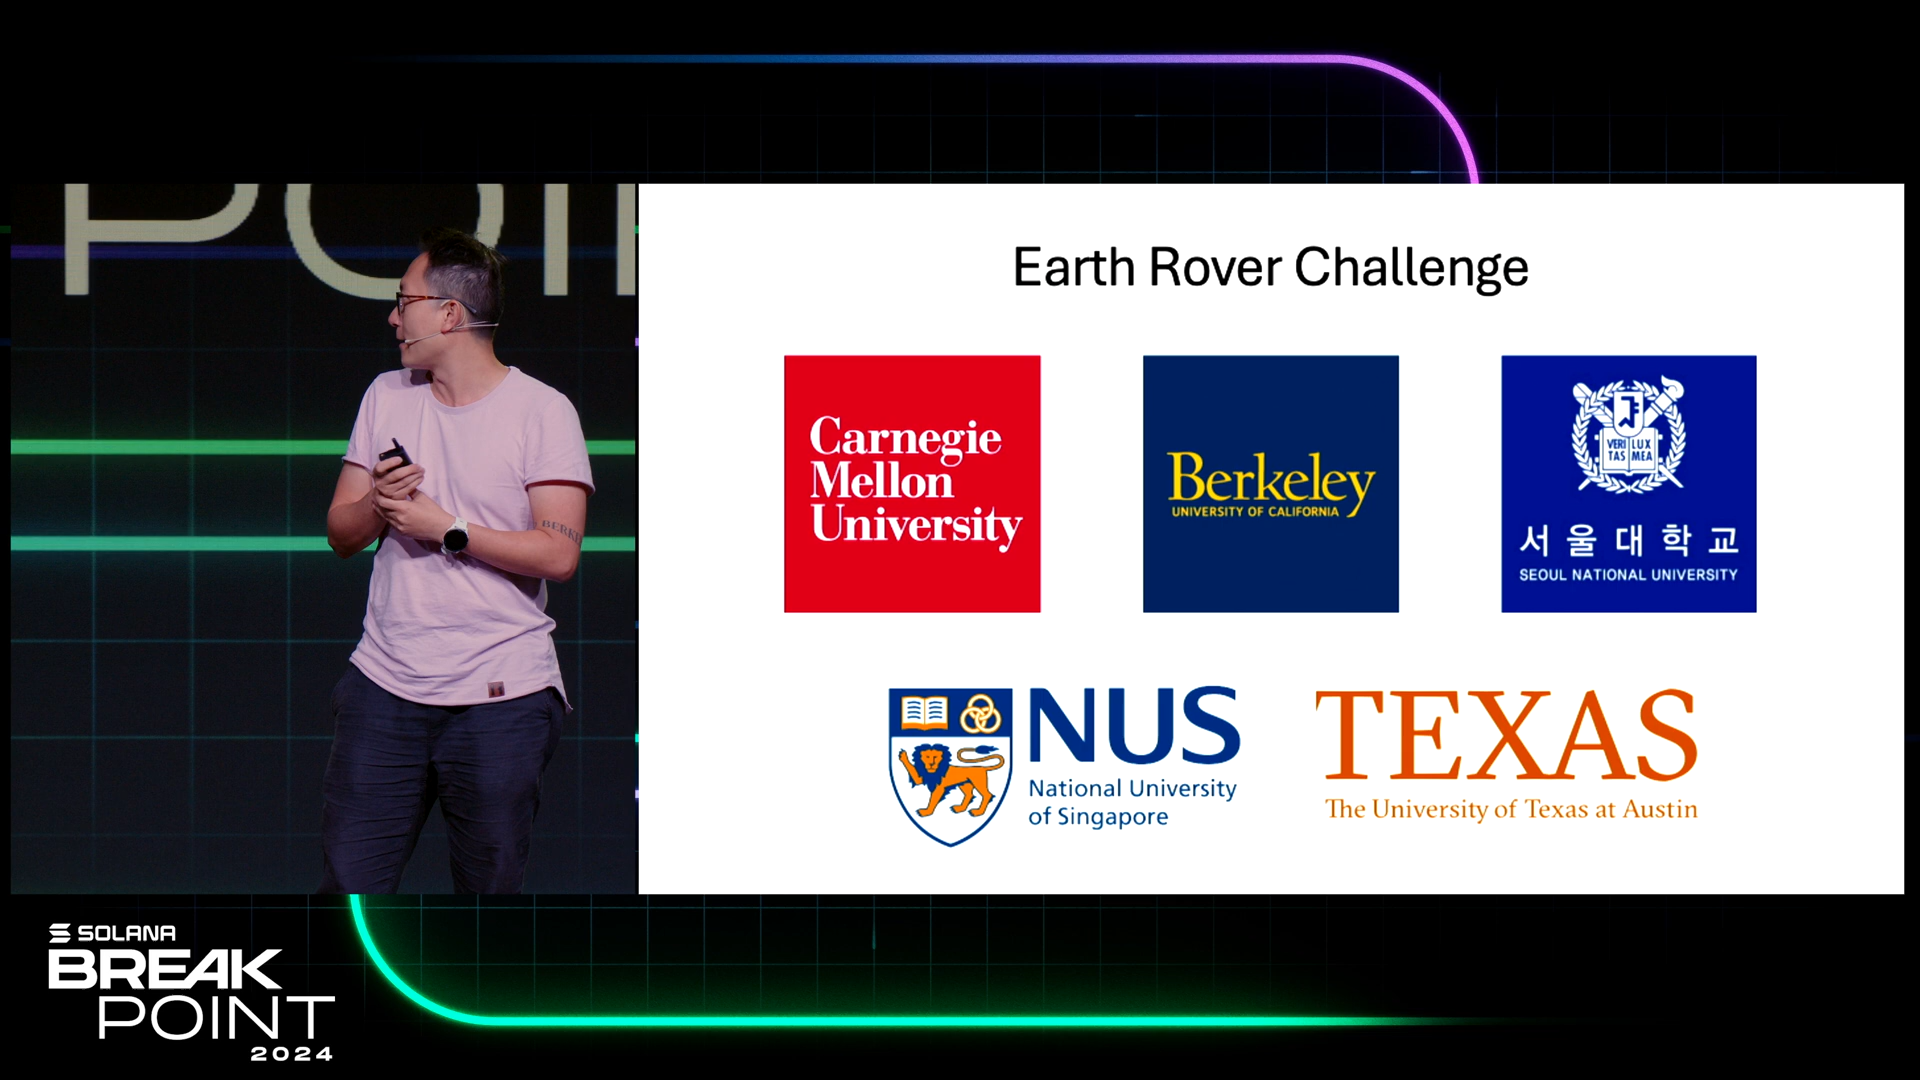 POI
BERK
Earth Rover Challenge
Carnegie
Mellon
University
Berkeley
UNIVERSITY OF CALIFORNIA
VERI LUX
TAS MEA
서울대학교
SEOUL NATIONAL UNIVERSITY
NUS
National University
of Singapore
TEXAS
The University of Texas at Austin
SOLANA
BREAK
POINT
2024